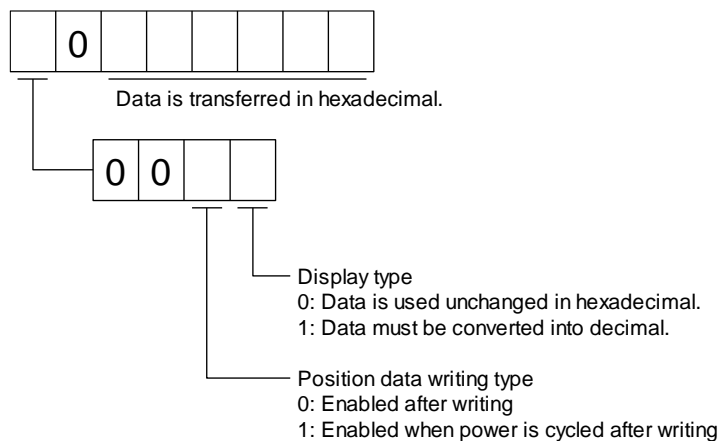 0
Data is transferred in hexadecimal.
0 0
Display type
0: Data is used unchanged in hexadecimal.
1: Data must be converted into decimal.
Position data writing type
0: Enabled after writing
1: Enabled when power is cycled after writing